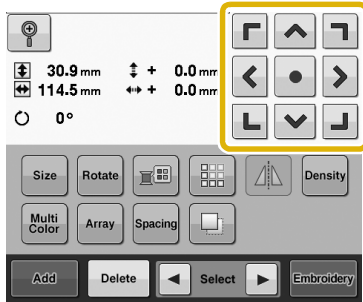 30.9 mm + 0.0 mm
114.5 mm + 0.0 mm
0°
Size Rotate Density
Multi
Color Array Spacing
Add Delete Select Embroidery